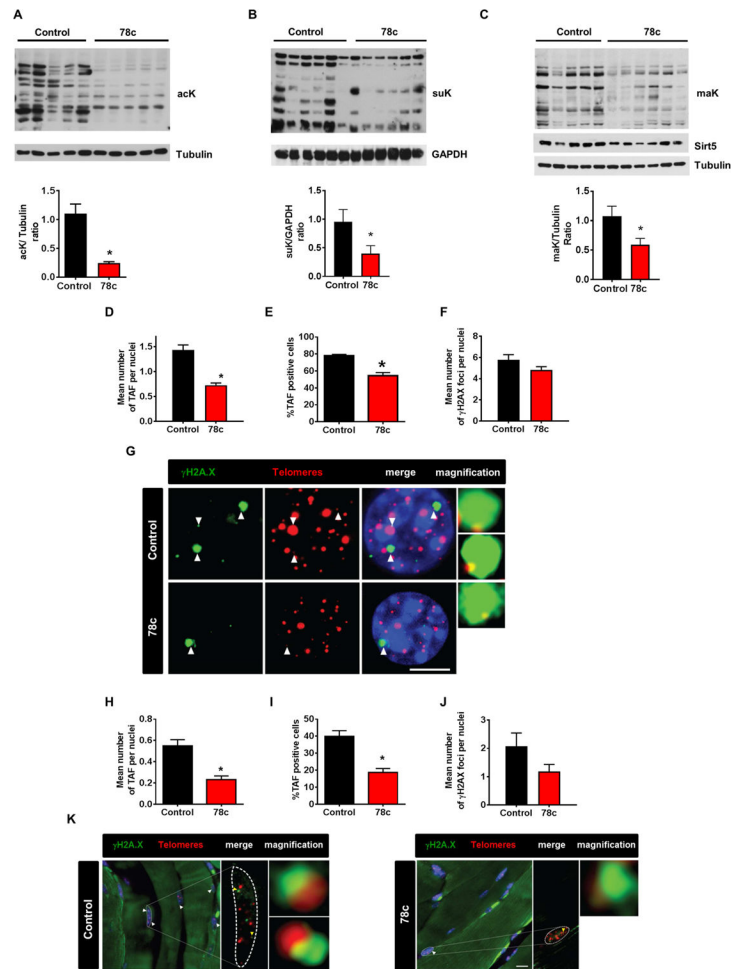 A
Control 78c
acK
Tubulin
1.5
1.0
0.5
0.0
acK/ Tubulin
ratio
*
Control 78c
B
Control 78c
suK
GAPDH
1.5
1.0
0.5
0.0
suK/GAPDH
ratio
*
Control 78c
C
Control 78c
maK
Sirt5
Tubulin
1.5
1.0
0.5
0.0
maK/Tubulin
Ratio
*
Control 78c
D
Mean number
of TAF per nuclei
1.5
1.0
0.5
0.0
*
Control 78c
E
%TAF positive cells
100
80
60
40
20
0
*
Control 78c
F
Mean number
of γH2AX foci per nuclei
8
6
4
2
0
Control 78c
G
γH2A.X Telomeres merge magnification
Control
78c
H
Mean number
of TAF per nuclei
0.8
0.6
0.4
0.2
0.0
*
Control 78c
I
%TAF positive cells
50
40
30
20
10
0
*
Control 78c
J
Mean number
of γH2AX foci per nuclei
3
2
1
0
Control 78c
K
γH2A.X Telomeres merge magnification
Control
γH2A.X Telomeres merge magnification
78c